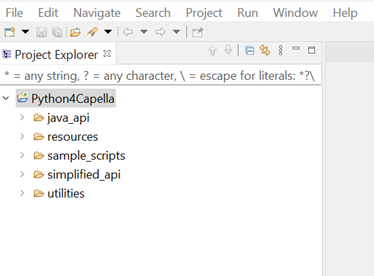 File Edit Navigate Search Project Run Window Help
Project Explorer
* = any string, ? = any character, \ = escape for literals: *?\
Python4Capella
java_api
resources
sample_scripts
simplified_api
utilities